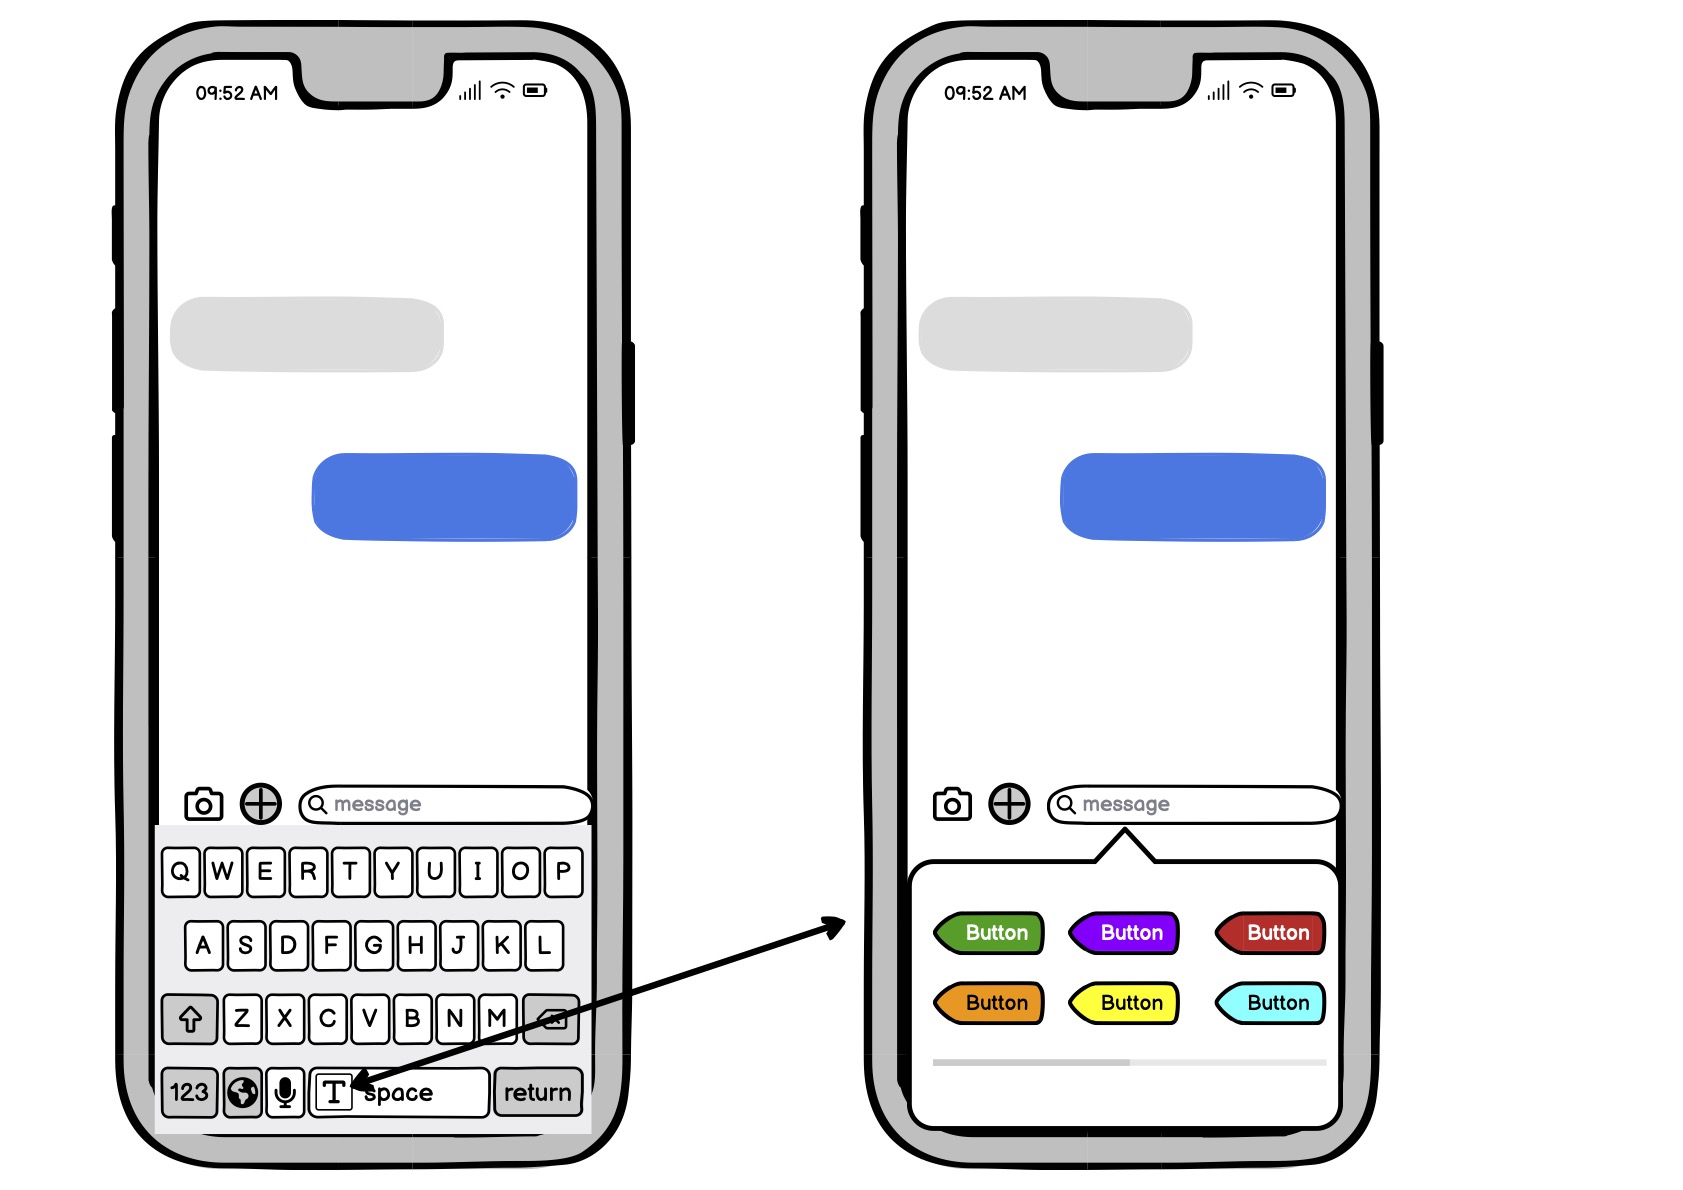 09:52 AM
message
Q W E R T Y U I O P
A S D F G H J K L
Z X C V B N M
123 T space return
09:52 AM
message
Button Button Button
Button Button Button